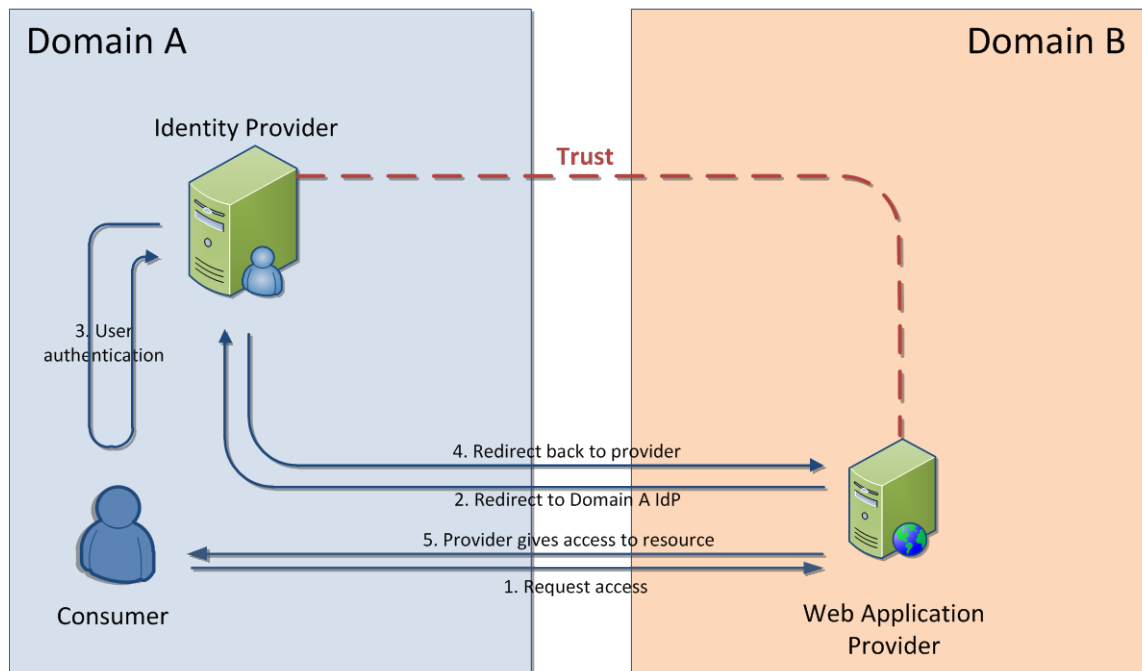 Domain A
Domain B
Identity Provider
Trust
3. User
authentication
4. Redirect back to provider
2. Redirect to Domain A IdP
5. Provider gives access to resource
1. Request access
Consumer
Web Application
Provider